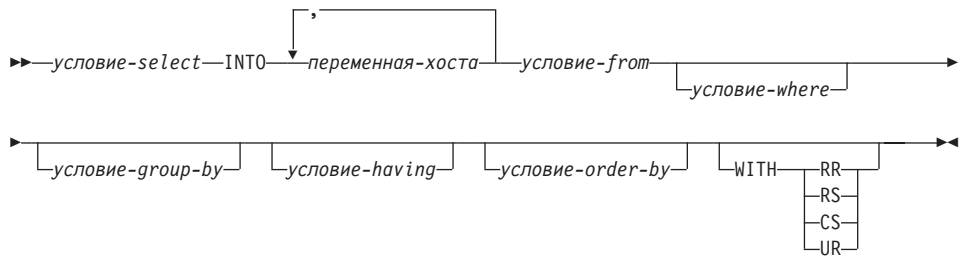 ,
условие-select INTO переменная-хоста условие-from
условие-where
условие-group-by условие-having условие-order-by WITH RR
RS
CS
UR